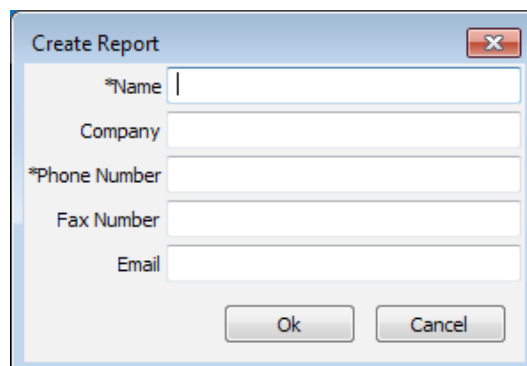 Create Report
*Name
Company
*Phone Number
Fax Number
Email
Ok Cancel